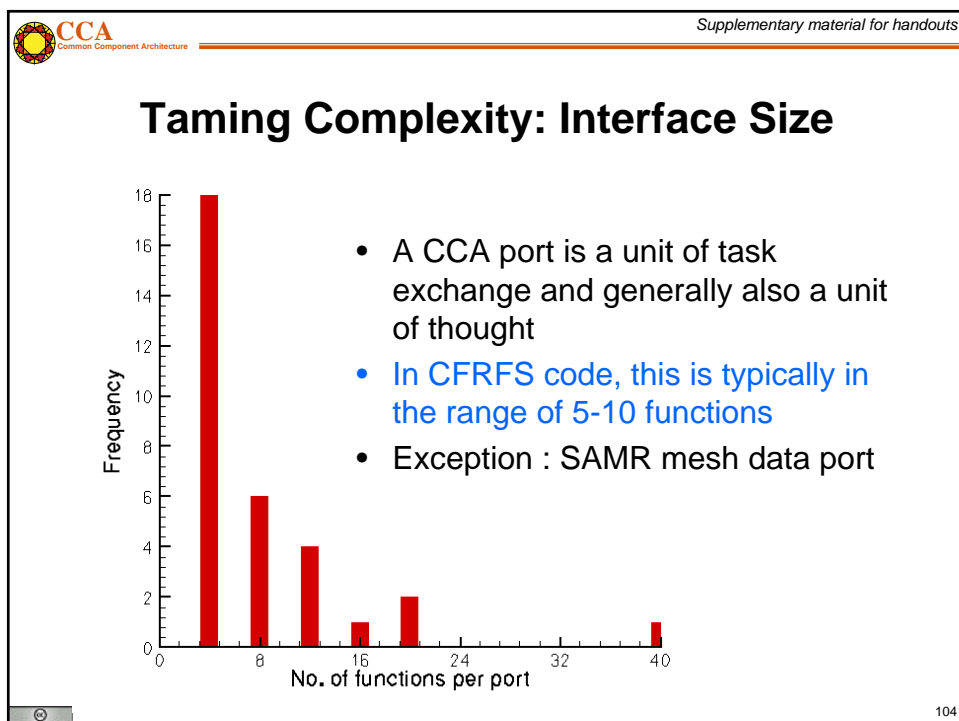 Supplementary material for handouts
CCA
Common Component Architecture
Taming Complexity: Interface Size
18
16
14
12
10
8
6
4
2
0
Frequency
0 8 16 24 32 40
No. of functions per port
• A CCA port is a unit of task
exchange and generally also a unit
of thought
• In CFRFS code, this is typically in
the range of 5-10 functions
• Exception : SAMR mesh data port
cc
104